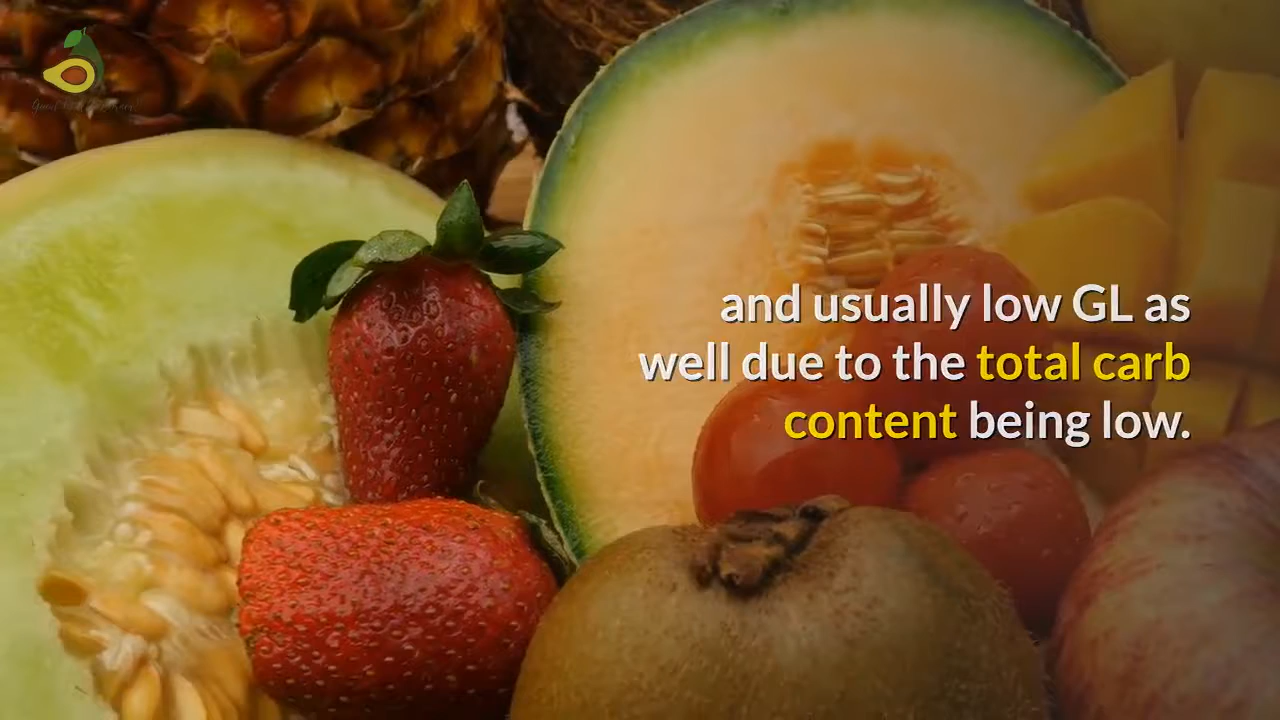 and usually low GL as
well due to the total carb
content being low.